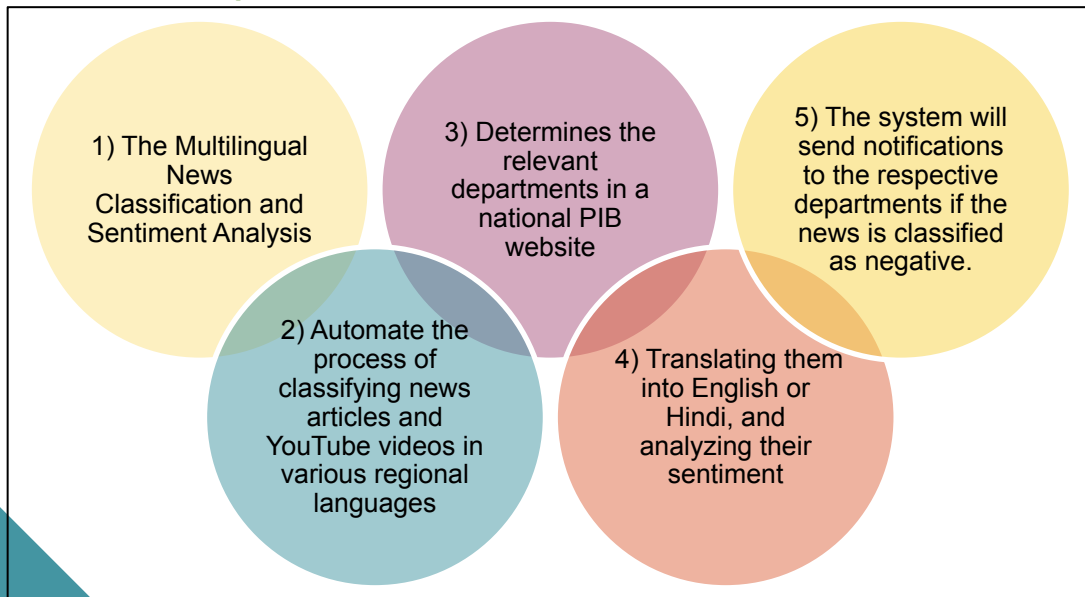 1) The Multilingual
News
Classification and
Sentiment Analysis
2) Automate the
process of
classifying news
articles and
YouTube videos in
various regional
languages
3) Determines the
relevant
departments in a
national PIB
website
4) Translating them
into English or
Hindi, and
analyzing their
sentiment
5) The system will
send notifications
to the respective
departments if the
news is classified
as negative.